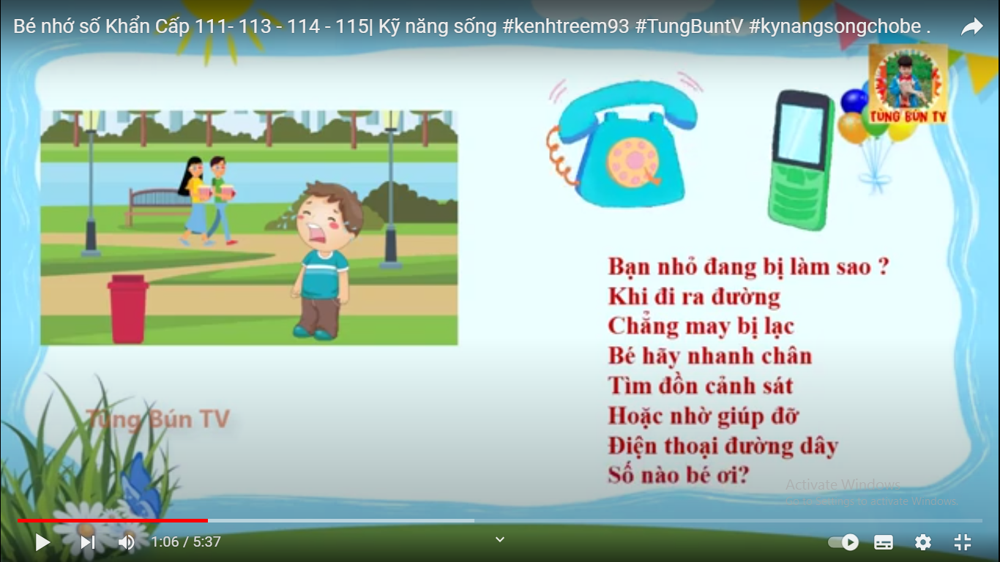 Bé nhớ số Khẩn Cấp 111- 113 - 114 - 115| Kỹ năng sống #kenhtreem93 #TungBuntV #kynangsongchobe .
TÙNG BÚN TV
Bạn nhỏ đang bị làm sao ?
Khi đi ra đường
Chẳng may bị lạc
Bé hãy nhanh chân
Tìm đồn cảnh sát
Hoặc nhờ giúp đỡ
Điện thoại đường dây
Số nào bé ơi?
Tùng Bún TV
Activate Windows
Go to Settings to activate Windows.
1:06 / 5:37